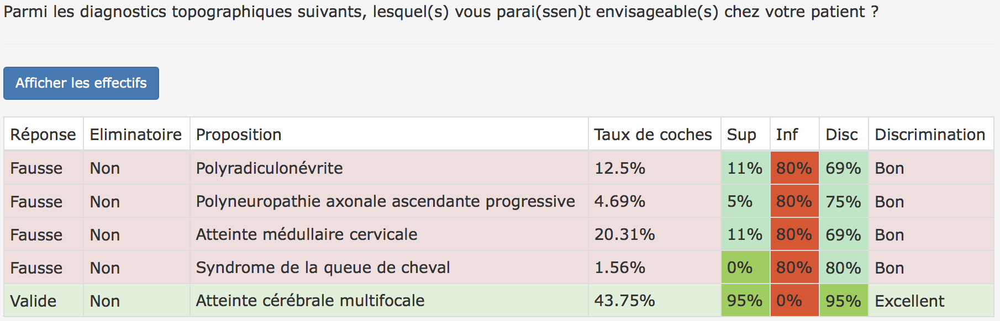 Parmi les diagnostics topographiques suivants, lesquel(s) vous parai(ssen)t envisageable(s) chez votre patient ?
Afficher les effectifs
Réponse Eliminatoire Proposition Taux de coches Sup Inf Disc Discrimination
Fausse Non Polyradiculonévrite 12.5% 11% 80% 69% Bon
Fausse Non Polyneuropathie axonale ascendante progressive 4.69% 5% 80% 75% Bon
Fausse Non Atteinte médullaire cervicale 20.31% 11% 80% 69% Bon
Fausse Non Syndrome de la queue de cheval 1.56% 0% 80% 80% Bon
Valide Non Atteinte cérébrale multifocale 43.75% 95% 0% 95% Excellent